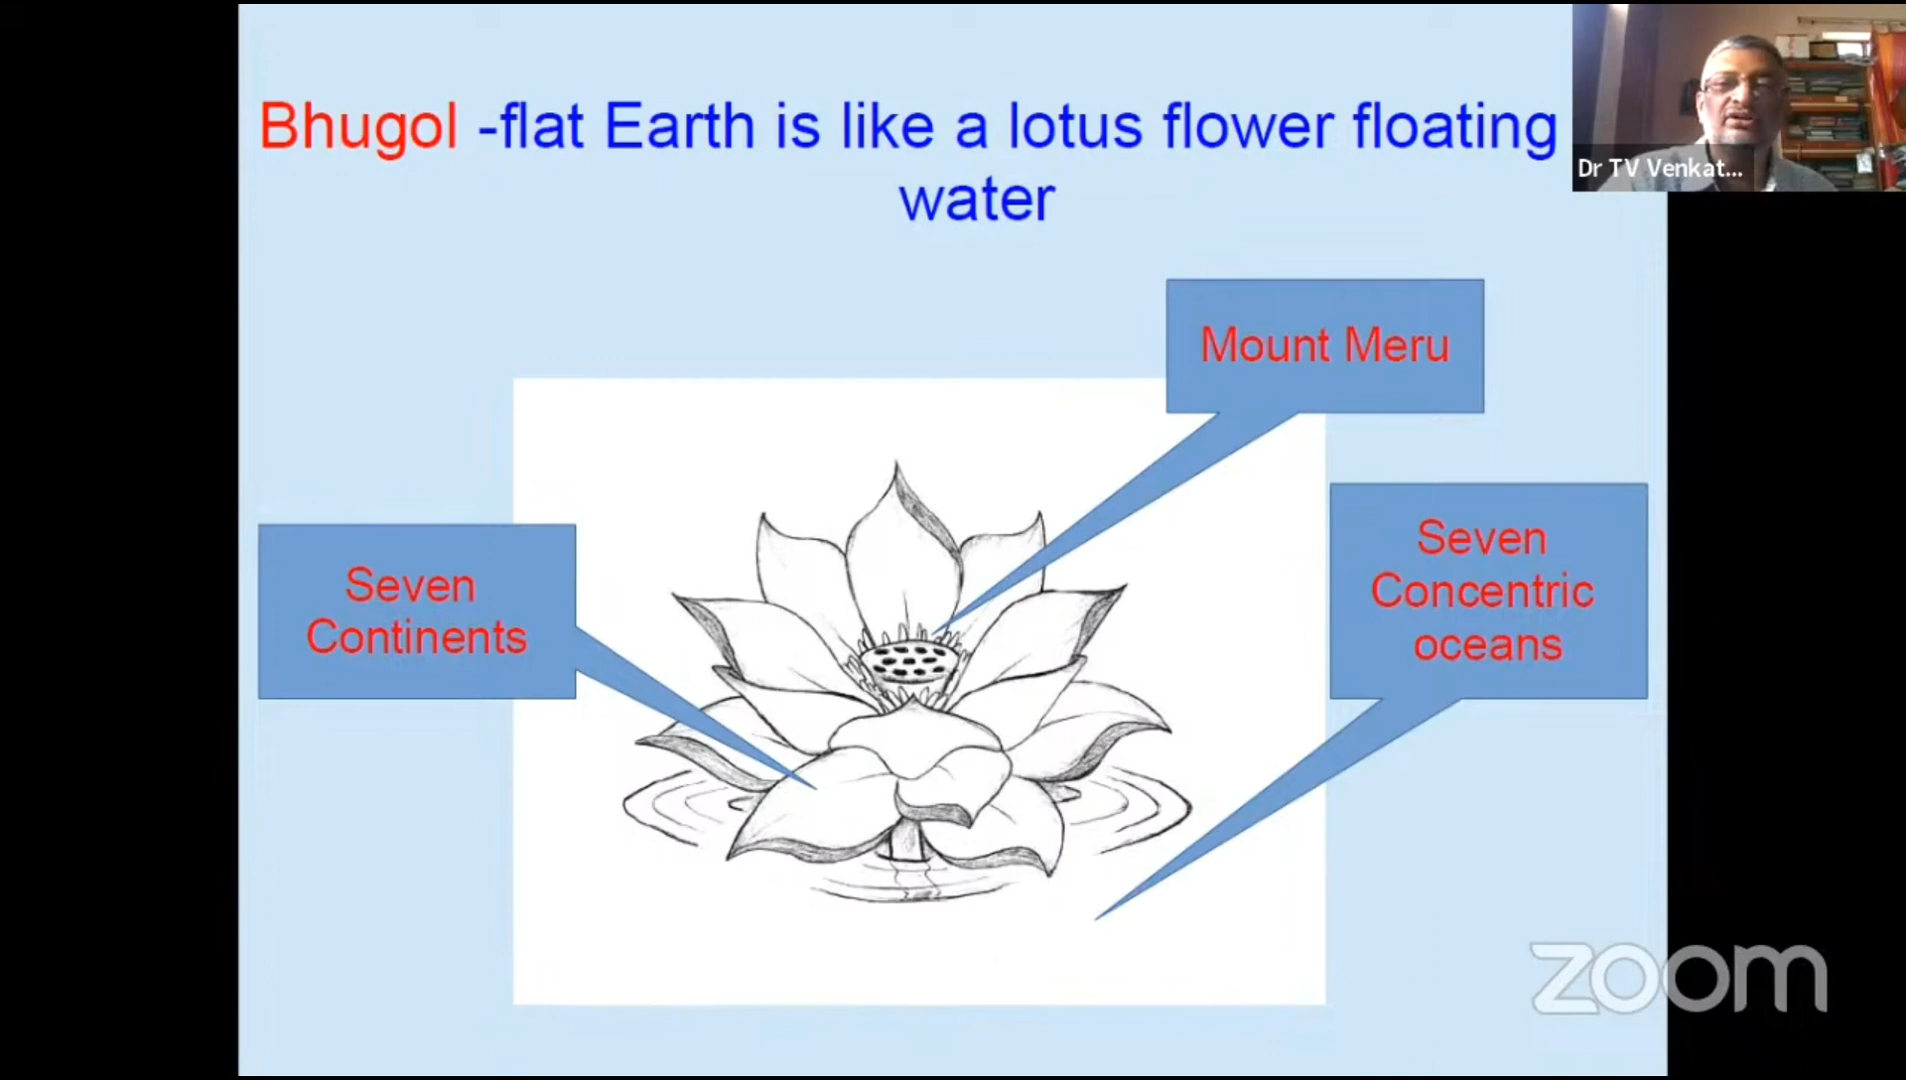 Bhugol -flat Earth is like a lotus flower floating
water
Dr TV Venkat...
Mount Meru
Seven
Continents
Seven
Concentric
oceans
zoom